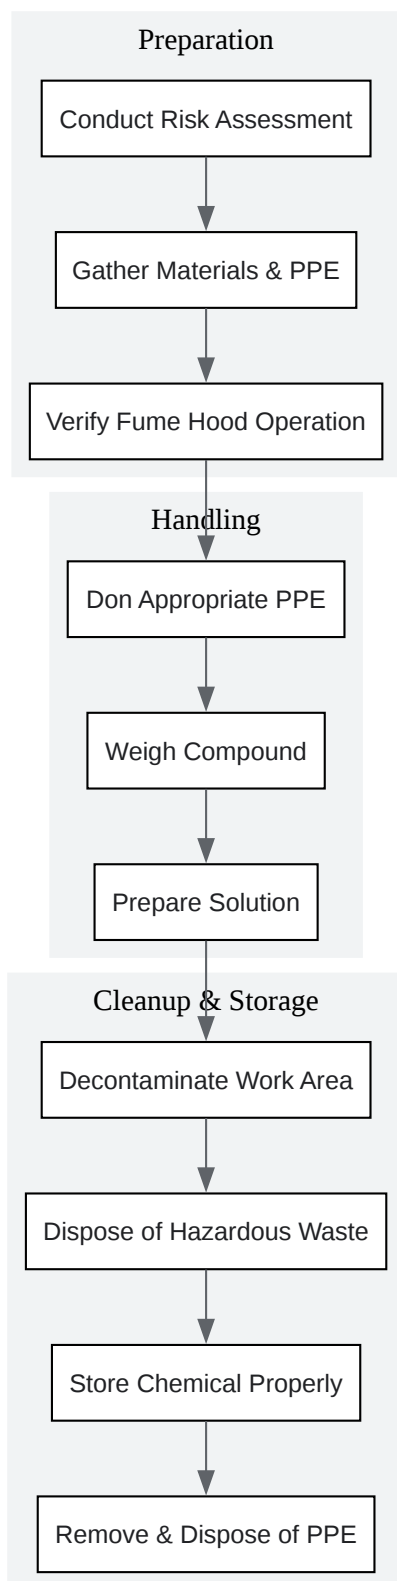 Preparation
Conduct Risk Assessment
Gather Materials & PPE
Verify Fume Hood Operation
Handling
Don Appropriate PPE
Weigh Compound
Prepare Solution
Cleanup & Storage
Decontaminate Work Area
Dispose of Hazardous Waste
Store Chemical Properly
Remove & Dispose of PPE